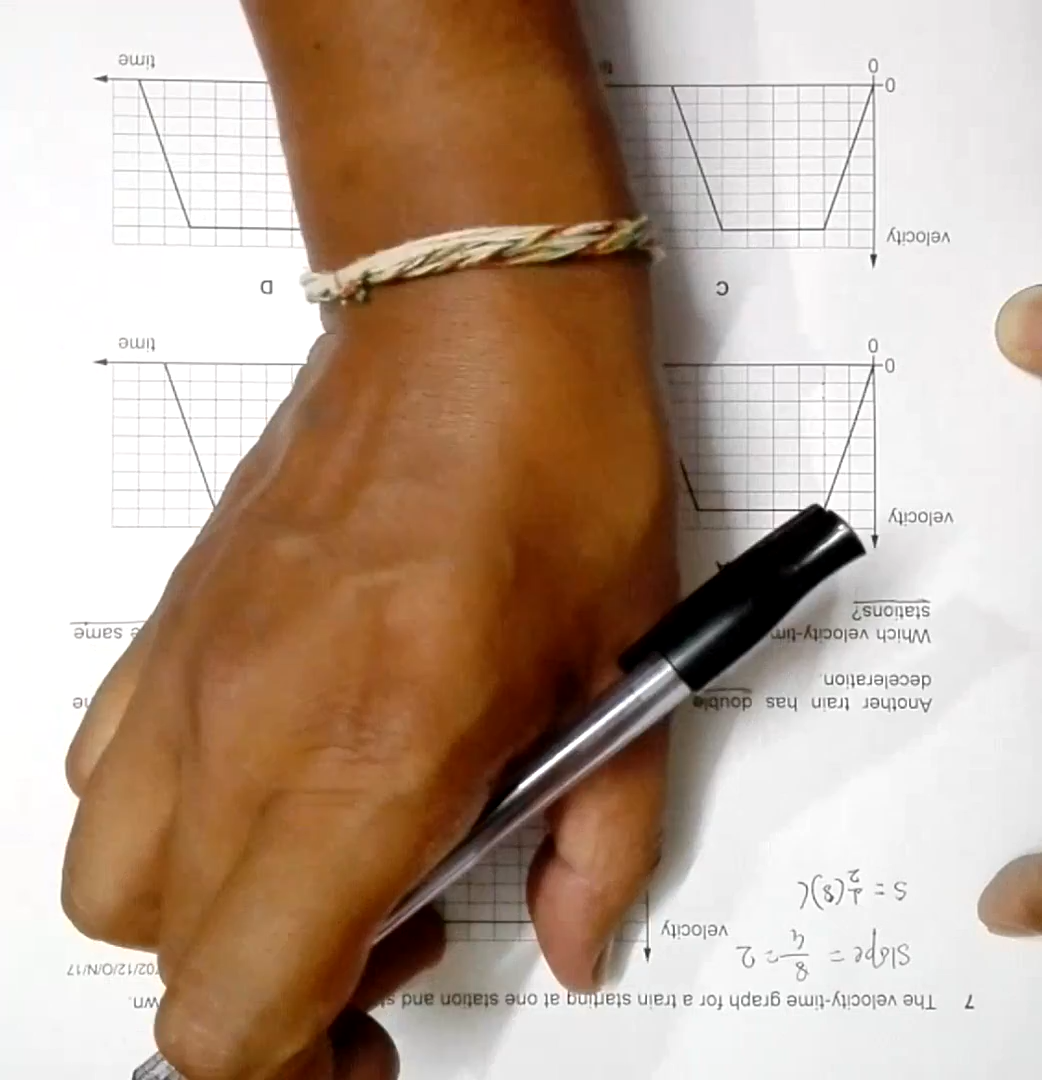 02/12/O/N/17
7 The velocity-time graph for a train starting at one station and
wn.
Slope = 8/4 = 2
S = 1/2 (8)(
velocity
Another train has double
deceleration.
Which velocity-tim
same
stations?
velocity
0
0
time
C
D
velocity
0
0
time